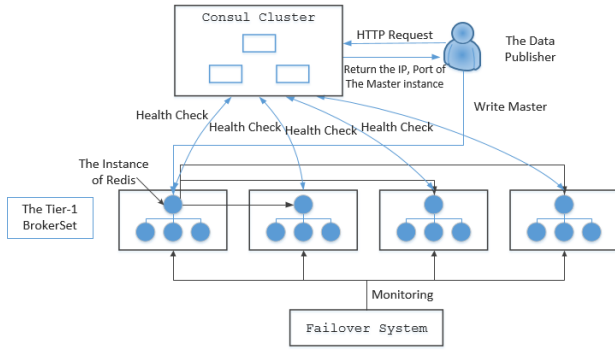 Consul Cluster
HTTP Request
The Data
Publisher
Return the IP, Port of
The Master instance
Write Master
Health Check
Health Check
Health Check
Health Check
The Instance
of Redis
The Tier-1
BrokerSet
Monitoring
Failover System